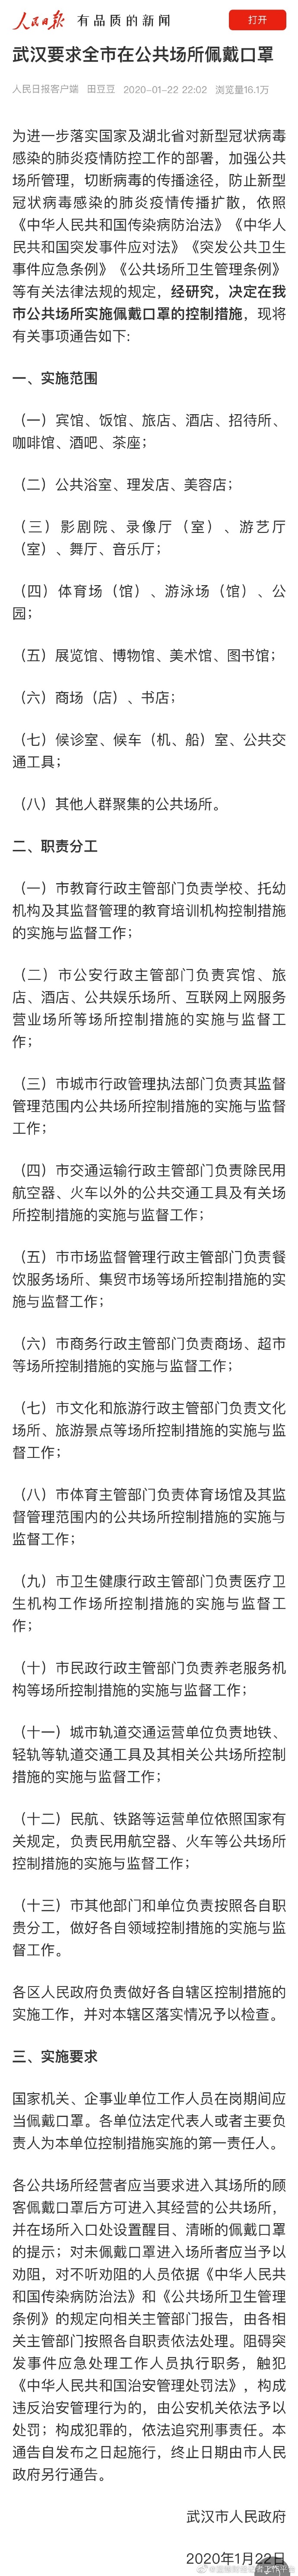 人民日报 有品质的新闻 打开
武汉要求全市在公共场所佩戴口罩
人民日报客户端 田豆豆 2020-01-22 22:02 浏览量16.1万
为进一步落实国家及湖北省对新型冠状病毒
感染的肺炎疫情防控工作的部署，加强公共
场所管理，切断病毒的传播途径，防止新型
冠状病毒感染的肺炎疫情传播扩散，依照
《中华人民共和国传染病防治法》《中华人
民共和国突发事件应对法》《突发公共卫生
事件应急条例》《公共场所卫生管理条例》
等有关法律法规的规定，经研究，决定在我
市公共场所实施佩戴口罩的控制措施，现将
有关事项通告如下:
一、实施范围
（一）宾馆、饭馆、旅店、酒店、招待所、
咖啡馆、酒吧、茶座；
（二）公共浴室、理发店、美容店；
（三）影剧院、录像厅（室）、游艺厅
（室）、舞厅、音乐厅；
（四）体育场（馆）、游泳场（馆）、公
园；
（五）展览馆、博物馆、美术馆、图书馆；
（六）商场（店）、书店；
（七）候诊室、候车（机、船）室、公共交
通工具；
（八）其他人群聚集的公共场所。
二、职责分工
（一）市教育行政主管部门负责学校、托幼
机构及其监督管理的教育培训机构控制措施
的实施与监督工作；
（二）市公安行政主管部门负责宾馆、旅
店、酒店、公共娱乐场所、互联网上网服务
营业场所等场所控制措施的实施与监督工
作；
（三）市城市行政管理执法部门负责其监督
管理范围内公共场所控制措施的实施与监督
工作；
（四）市交通运输行政主管部门负责除民用
航空器、火车以外的公共交通工具及有关场
所控制措施的实施与监督工作；
（五）市市场监督管理行政主管部门负责餐
饮服务场所、集贸市场等场所控制措施的实
施与监督工作；
（六）市商务行政主管部门负责商场、超市
等场所控制措施的实施与监督工作；
（七）市文化和旅游行政主管部门负责文化
场所、旅游景点等场所控制措施的实施与监
督工作；
（八）市体育主管部门负责体育场馆及其监
督管理范围内的公共场所控制措施的实施与
监督工作；
（九）市卫生健康行政主管部门负责医疗卫
生机构工作场所控制措施的实施与监督工
作；
（十）市民政行政主管部门负责养老服务机
构等场所控制措施的实施与监督工作；
（十一）城市轨道交通运营单位负责地铁、
轻轨等轨道交通工具及其相关公共场所控制
措施的实施与监督工作；
（十二）民航、铁路等运营单位依照国家有
关规定，负责民用航空器、火车等公共场所
控制措施的实施与监督工作；
（十三）市其他部门和单位负责按照各自职
责分工，做好各自领域控制措施的实施与监
督工作。
各区人民政府负责做好各自辖区控制措施的
实施工作，并对本辖区落实情况予以检查。
三、实施要求
国家机关、企事业单位工作人员在岗期间应
当佩戴口罩。各单位法定代表人或者主要负
责人为本单位控制措施实施的第一责任人。
各公共场所经营者应当要求进入其场所的顾
客佩戴口罩后方可进入其经营的公共场所，
并在场所入口处设置醒目、清晰的佩戴口罩
的提示；对未佩戴口罩进入场所者应当予以
劝阻，对不听劝阻的人员依据《中华人民共
和国传染病防治法》和《公共场所卫生管理
条例》的规定向相关主管部门报告，由各相
关主管部门按照各自职责依法处理。阻碍突
发事件应急处理工作人员执行职务，触犯
《中华人民共和国治安管理处罚法》，构成
违反治安管理行为的，由公安机关依法予以
处罚；构成犯罪的，依法追究刑事责任。本
通告自发布之日起施行，终止日期由市人民
政府另行通告。
武汉市人民政府
2020年1月22日